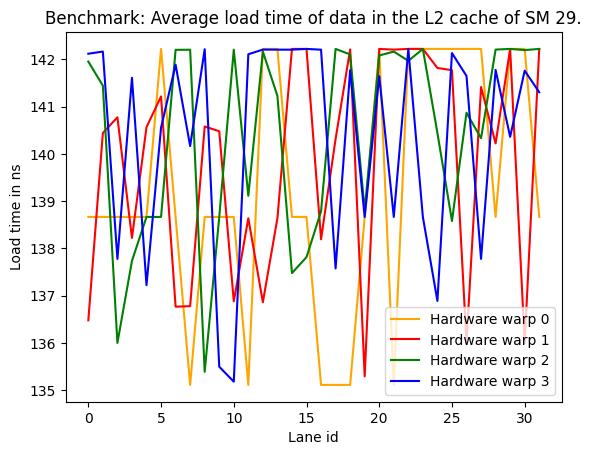 Benchmark: Average load time of data in the L2 cache of SM 29.
Load time in ns
142
141
140
139
138
137
136
135
Hardware warp 0
Hardware warp 1
Hardware warp 2
Hardware warp 3
0 5 10 15 20 25 30
Lane id